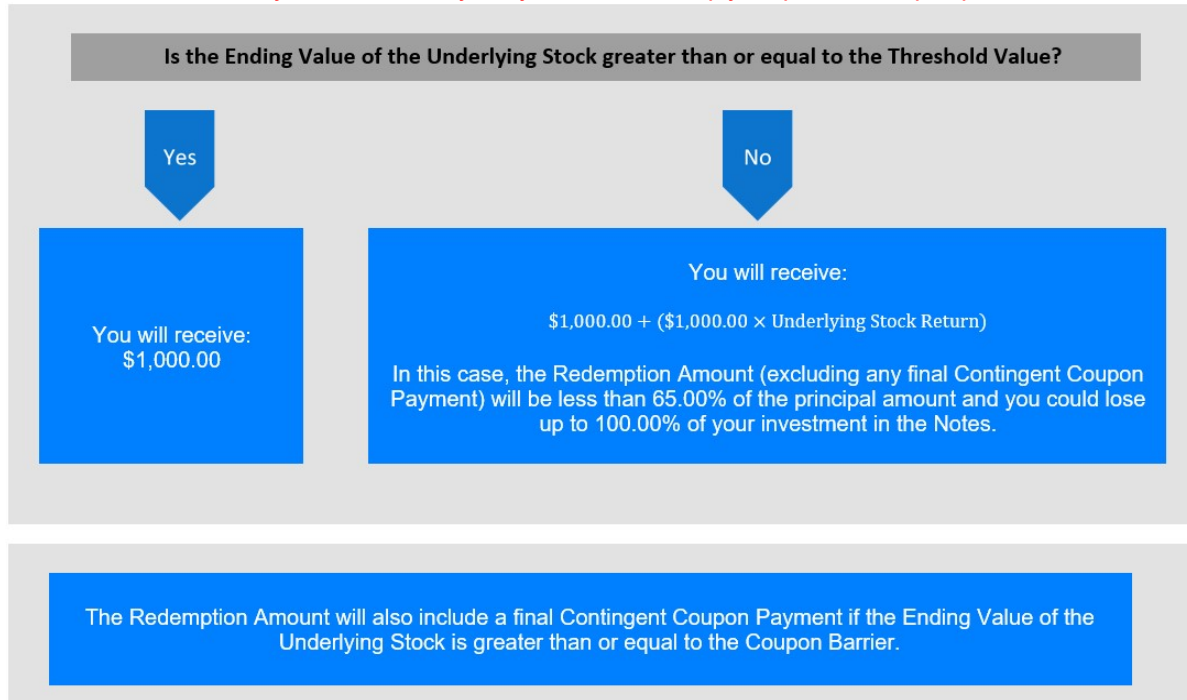 Is the Ending Value of the Underlying Stock greater than or equal to the Threshold Value?
Yes
No
You will receive:
$1,000.00
You will receive:
$1,000.00 + ($1,000.00 × Underlying Stock Return)
In this case, the Redemption Amount (excluding any final Contingent Coupon
Payment) will be less than 65.00% of the principal amount and you could lose
up to 100.00% of your investment in the Notes.
The Redemption Amount will also include a final Contingent Coupon Payment if the Ending Value of the
Underlying Stock is greater than or equal to the Coupon Barrier.